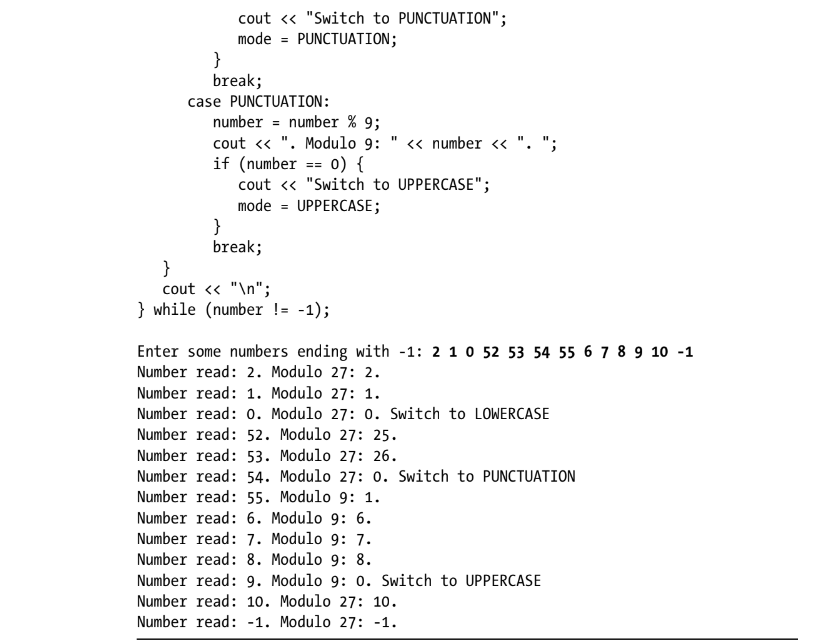 cout << "Switch to PUNCTUATION";
mode = PUNCTUATION;
}
break;
case PUNCTUATION:
number = number % 9;
cout << ". Modulo 9: " << number << ". ";
if (number == 0) {
cout << "Switch to UPPERCASE";
mode = UPPERCASE;
}
break;
}
cout << "\n";
} while (number != -1);
Enter some numbers ending with -1: 2 1 0 52 53 54 55 6 7 8 9 10 -1
Number read: 2. Modulo 27: 2.
Number read: 1. Modulo 27: 1.
Number read: 0. Modulo 27: 0. Switch to LOWERCASE
Number read: 52. Modulo 27: 25.
Number read: 53. Modulo 27: 26.
Number read: 54. Modulo 27: 0. Switch to PUNCTUATION
Number read: 55. Modulo 9: 1.
Number read: 6. Modulo 9: 6.
Number read: 7. Modulo 9: 7.
Number read: 8. Modulo 9: 8.
Number read: 9. Modulo 9: 0. Switch to UPPERCASE
Number read: 10. Modulo 27: 10.
Number read: -1. Modulo 27: -1.